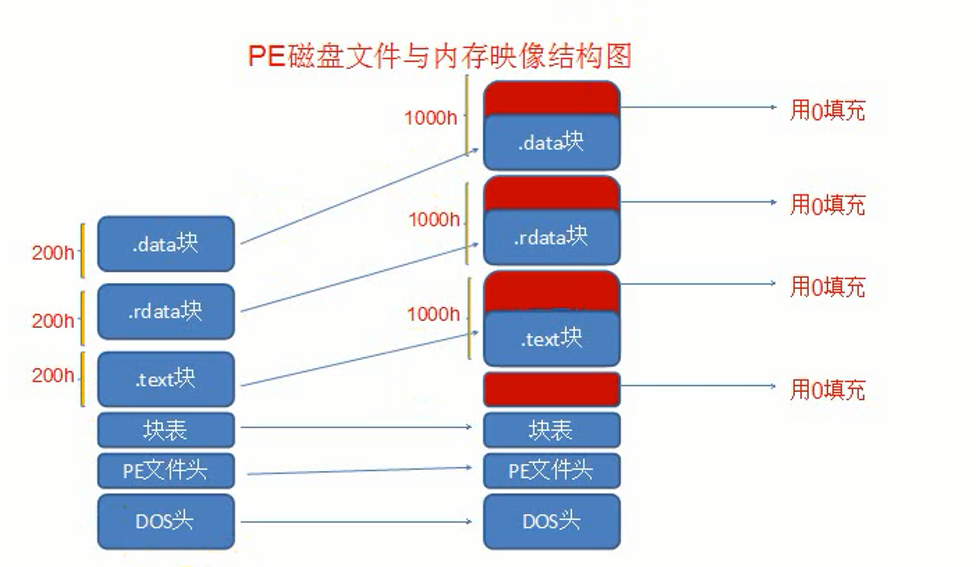 PE磁盘文件与内存映像结构图
1000h
用0填充
.data块
1000h
用0填充
.rdata块
200h
.data块
1000h
用0填充
.text块
200h
.rdata块
200h
.text块
用0填充
块表
块表
PE文件头
PE文件头
DOS头
DOS头